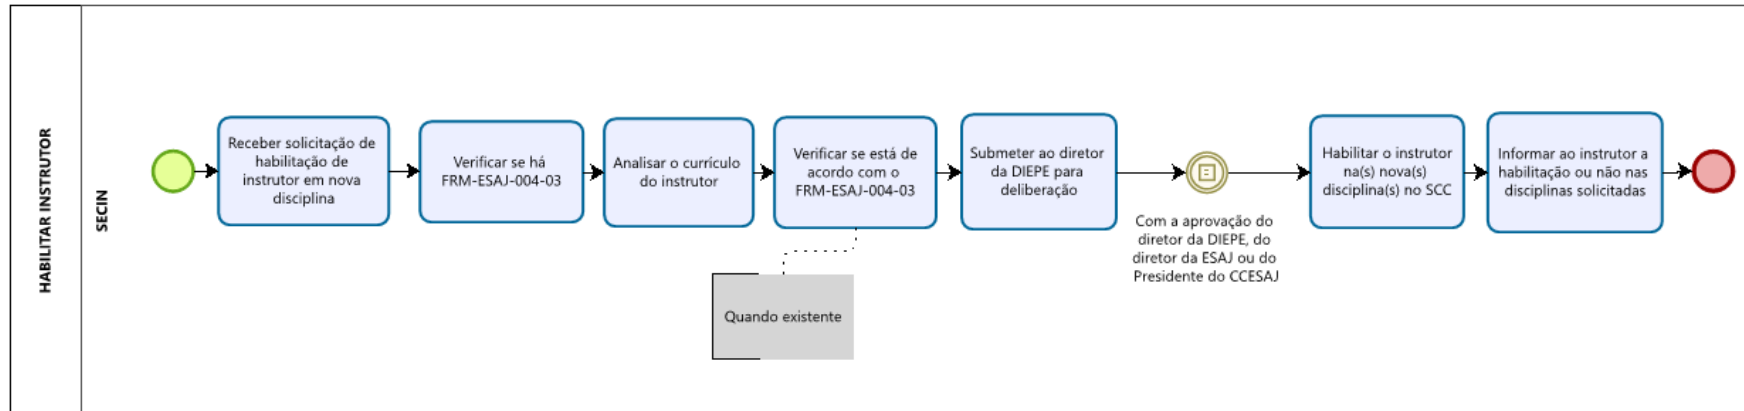 HABILITAR INSTRUTOR
SECIN
Receber solicitação de
habilitação de
instrutor em nova
disciplina
Verificar se há
FRM-ESAJ-004-03
Analisar o currículo
do instrutor
Verificar se está de
acordo com o
FRM-ESAJ-004-03
Quando existente
Submeter ao diretor
da DIEPE para
deliberação
Com a aprovação do
diretor da DIEPE, do
diretor da ESAJ ou do
Presidente do CCESAJ
Habilitar o instrutor
na(s) nova(s)
disciplina(s) no SCC
Informar ao instrutor a
habilitação ou não nas
disciplinas solicitadas